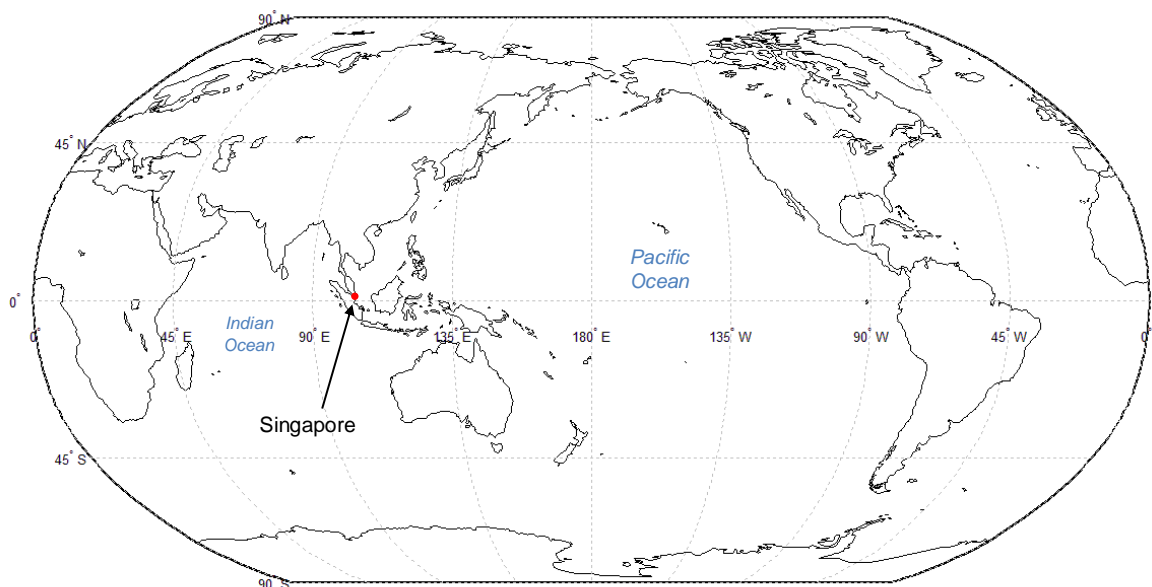 90° N
45° N
Pacific
Ocean
0°
Indian
Ocean
0° 45° E 90° E 135° E 180° E 135° W 90° W 45° W 0°
Singapore
45° S
90° S